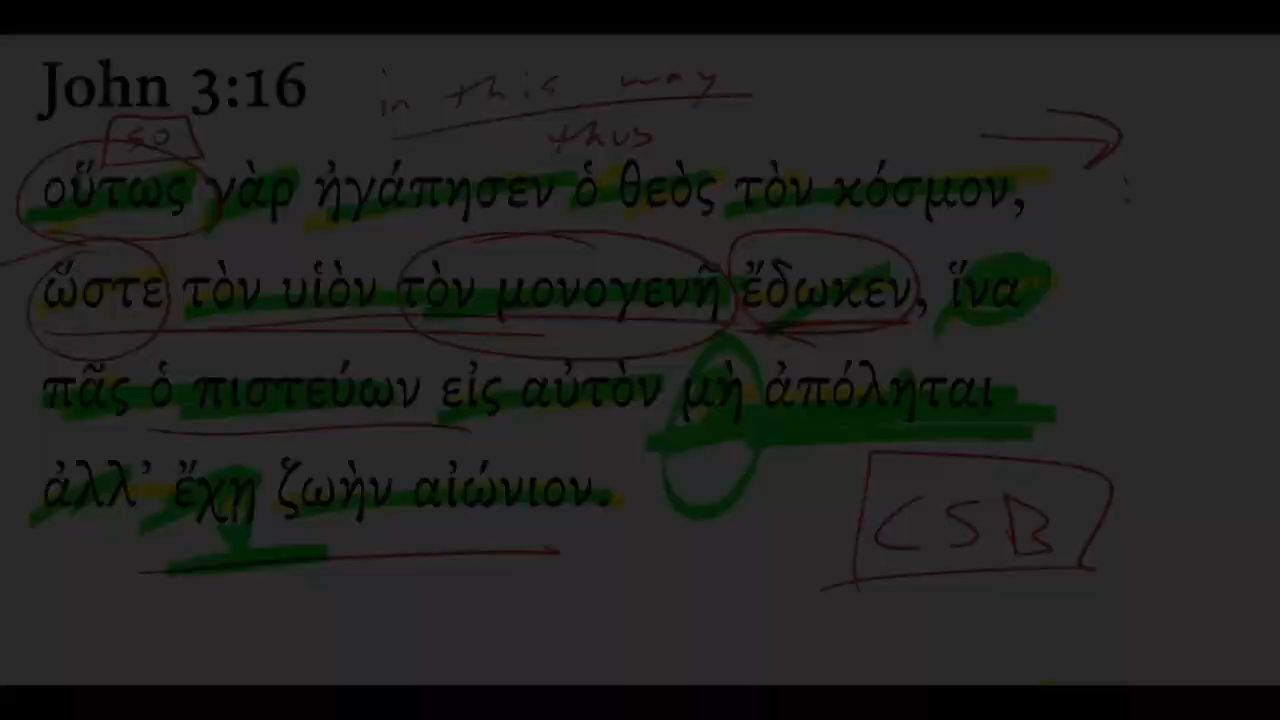 John 3:16
in this way
so
thus
οὕτως γὰρ ἠγάπησεν ὁ θεὸς τὸν κόσμον,
ὥστε τὸν υἱὸν τὸν μονογενῆ ἔδωκεν, ἵνα
πᾶς ὁ πιστεύων εἰς αὐτὸν μὴ ἀπόληται
ἀλλ᾽ ἔχῃ ζωὴν αἰώνιον.
CSB